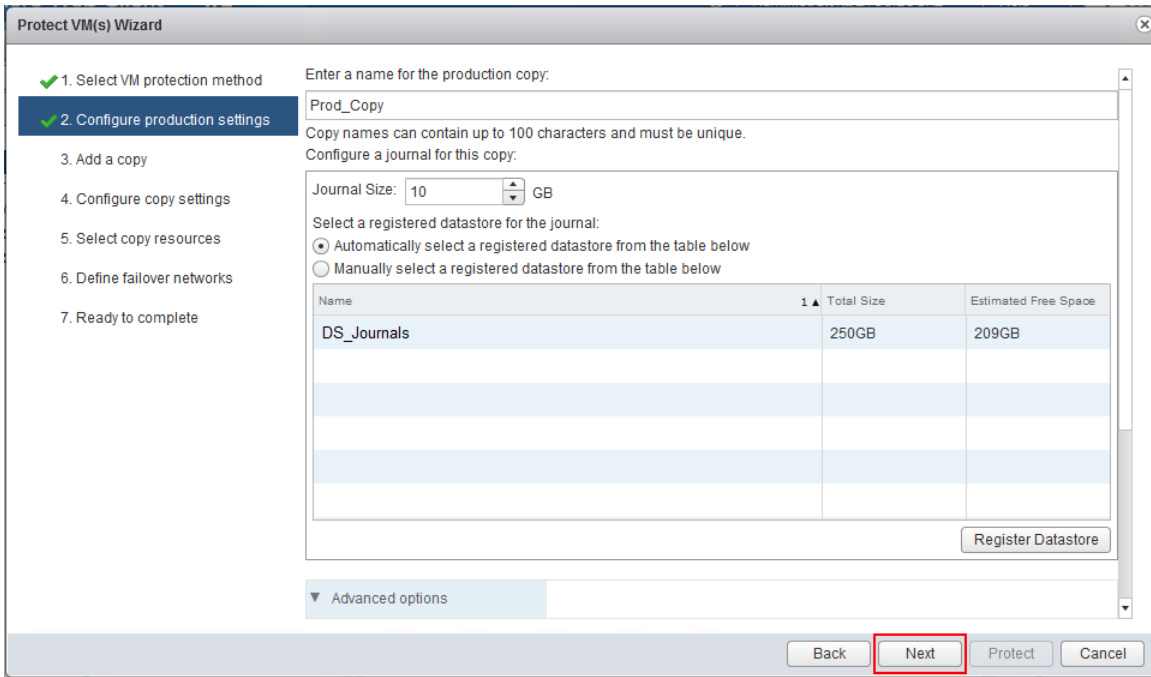 Protect VM(s) Wizard
1. Select VM protection method
2. Configure production settings
3. Add a copy
4. Configure copy settings
5. Select copy resources
6. Define failover networks
7. Ready to complete
Enter a name for the production copy:
Prod_Copy
Copy names can contain up to 100 characters and must be unique.
Configure a journal for this copy:
Journal Size: 10 GB
Select a registered datastore for the journal:
Automatically select a registered datastore from the table below
Manually select a registered datastore from the table below
Name 1 ▲ Total Size Estimated Free Space
DS_Journals 250GB 209GB
Register Datastore
Advanced options
Back Next Protect Cancel